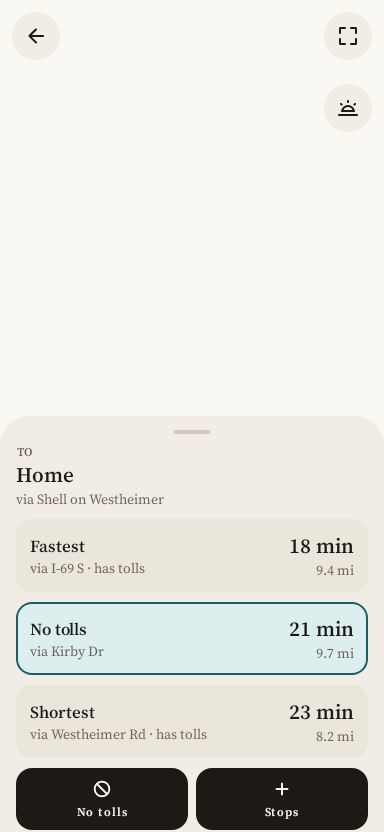 TO
Home
via Shell on Westheimer
Fastest
18 min
via I-69 S · has tolls
9.4 mi
No tolls
21 min
via Kirby Dr
9.7 mi
Shortest
23 min
via Westheimer Rd · has tolls
8.2 mi
No tolls
Stops